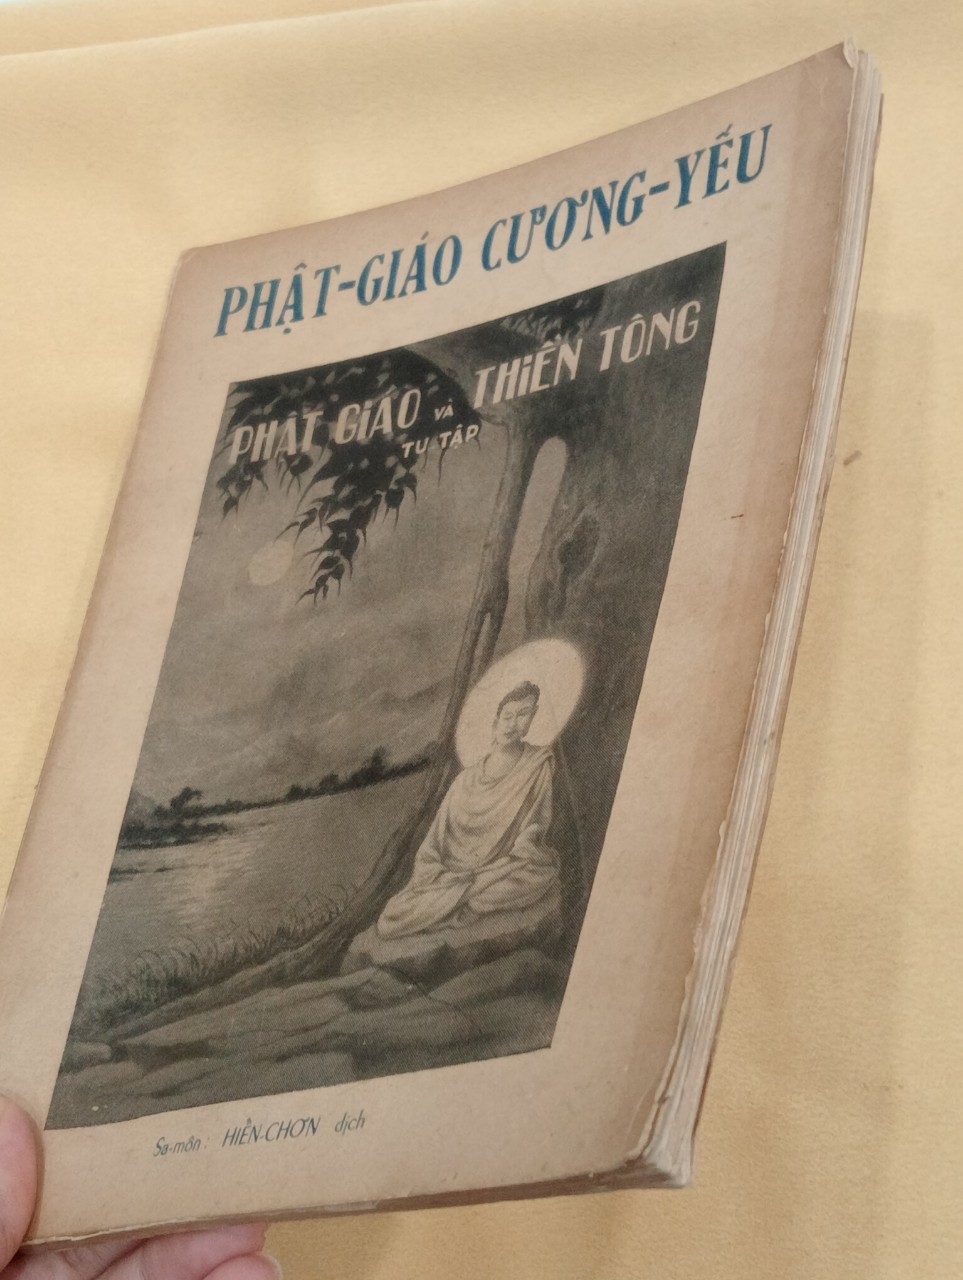 PHẬT-GIÁO CƯƠNG-YẾU
PHẬT GiÁO VÀ THiỀN TÔNG
TU TẬP
Sa-môn: HIỀN-CHƠN dịch